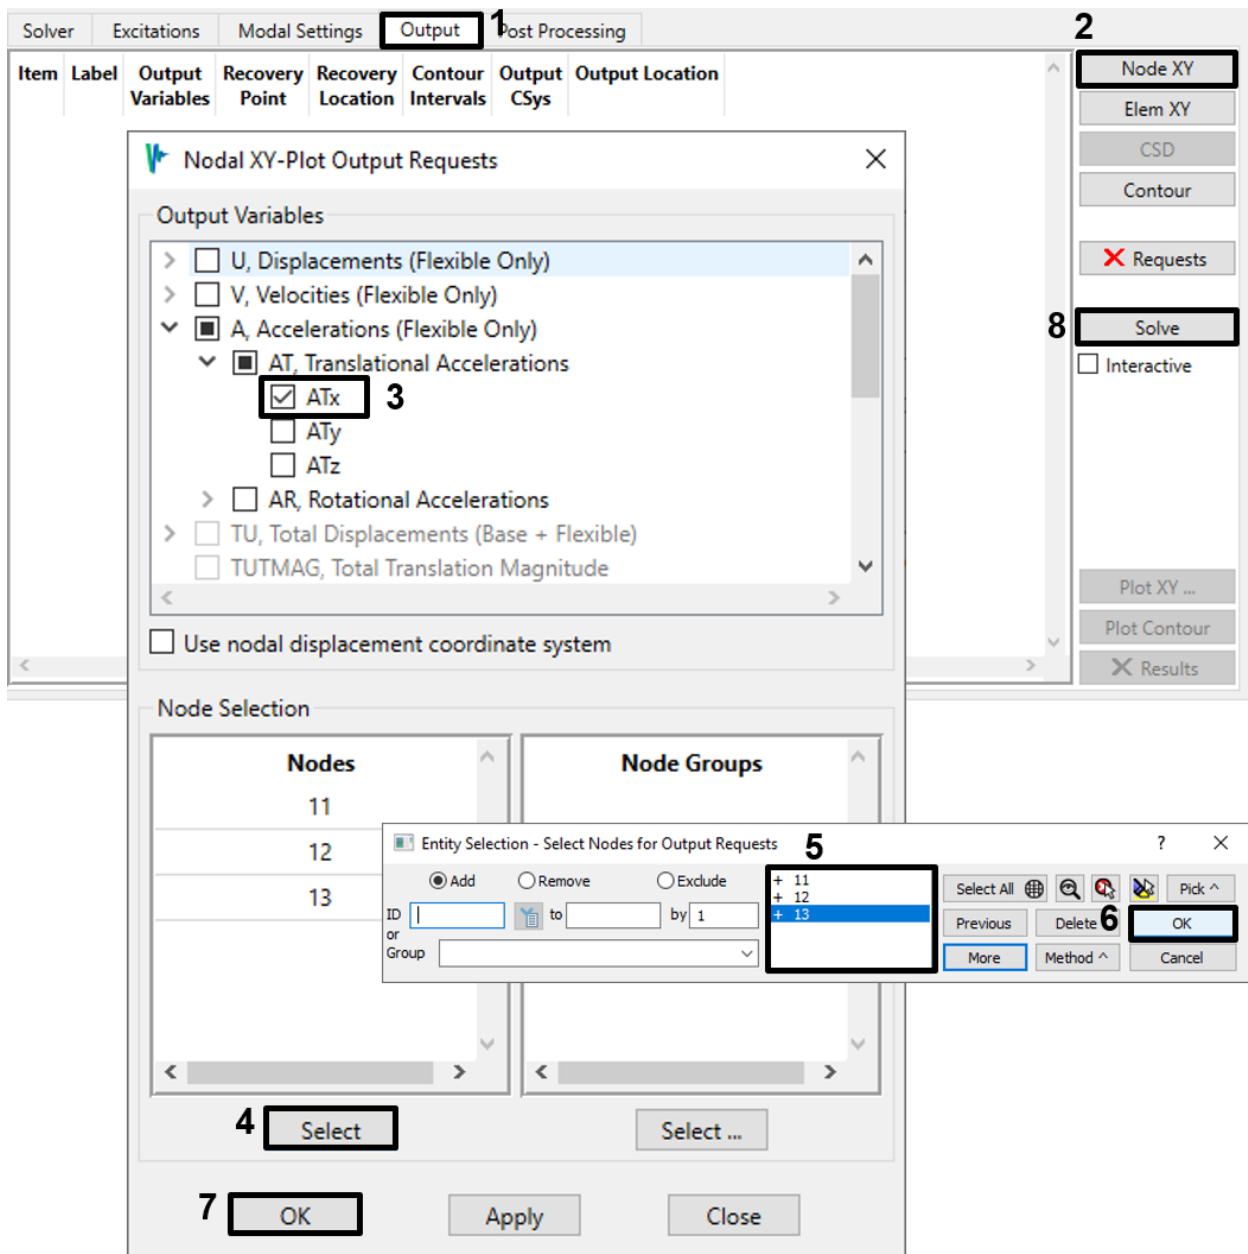 Solver Excitations Modal Settings Output 1 Post Processing
2
Item Label Output Variables Recovery Point Recovery Location Contour Intervals Output CSys Output Location
Node XY
Elem XY
CSD
Contour
Requests
8 Solve
Interactive
Plot XY ...
Plot Contour
Results
Nodal XY-Plot Output Requests
Output Variables
U, Displacements (Flexible Only)
V, Velocities (Flexible Only)
A, Accelerations (Flexible Only)
AT, Translational Accelerations
ATx 3
ATy
ATz
AR, Rotational Accelerations
TU, Total Displacements (Base + Flexible)
TUTMAG, Total Translation Magnitude
Use nodal displacement coordinate system
Node Selection
Nodes
11
12
13
Node Groups
4 Select
Select ...
7 OK Apply Close
Entity Selection - Select Nodes for Output Requests 5 ?
Add Remove Exclude
ID to by 1
or
Group
+ 11
+ 12
+ 13
Select All Pick ^
Previous Delete 6 OK
More Method ^ Cancel